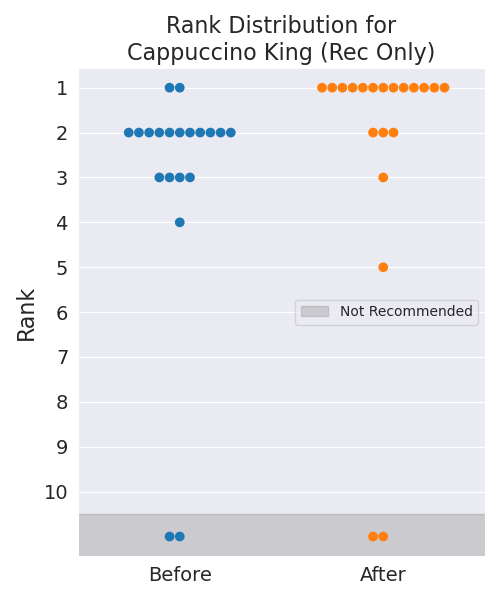 Rank Distribution for
Cappuccino King (Rec Only)
1
2
3
4
5
6
7
8
9
10
Rank
Not Recommended
Before
After